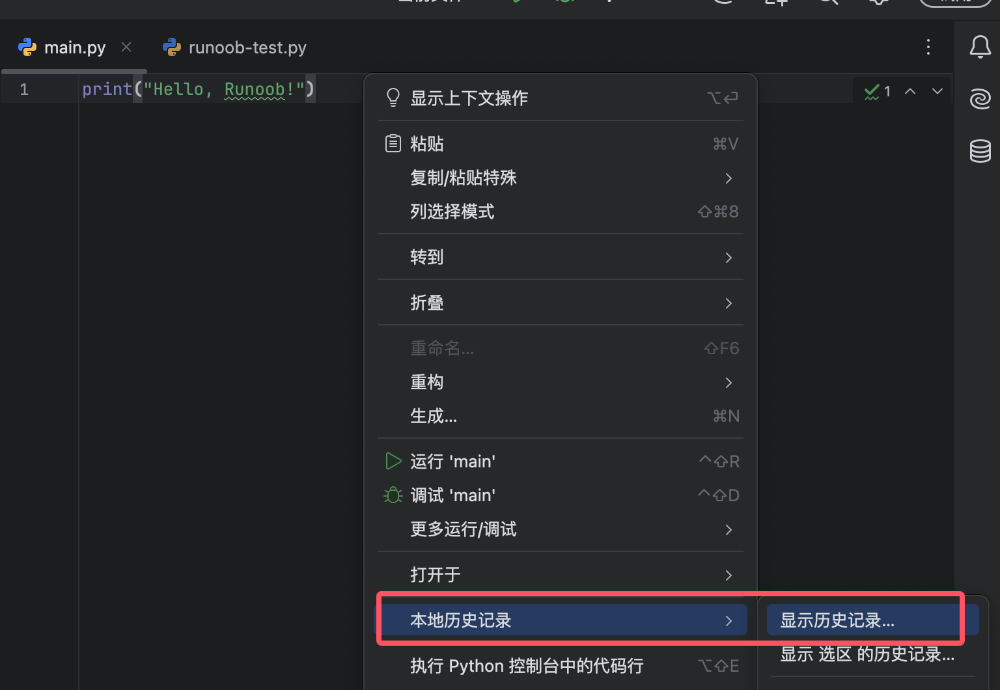 main.py
runoob-test.py
1
print("Hello, Runoob!")
1
显示上下文操作 ⌥⏎
粘贴 ⌘V
复制/粘贴特殊
列选择模式 ⇧⌘8
转到
折叠
重命名... ⇧F6
重构
生成... ⌘N
运行 'main' ^⇧R
调试 'main' ^⇧D
更多运行/调试
打开于
本地历史记录
显示历史记录...
显示 选区 的历史记录...
执行 Python 控制台中的代码行 ⌥⇧E